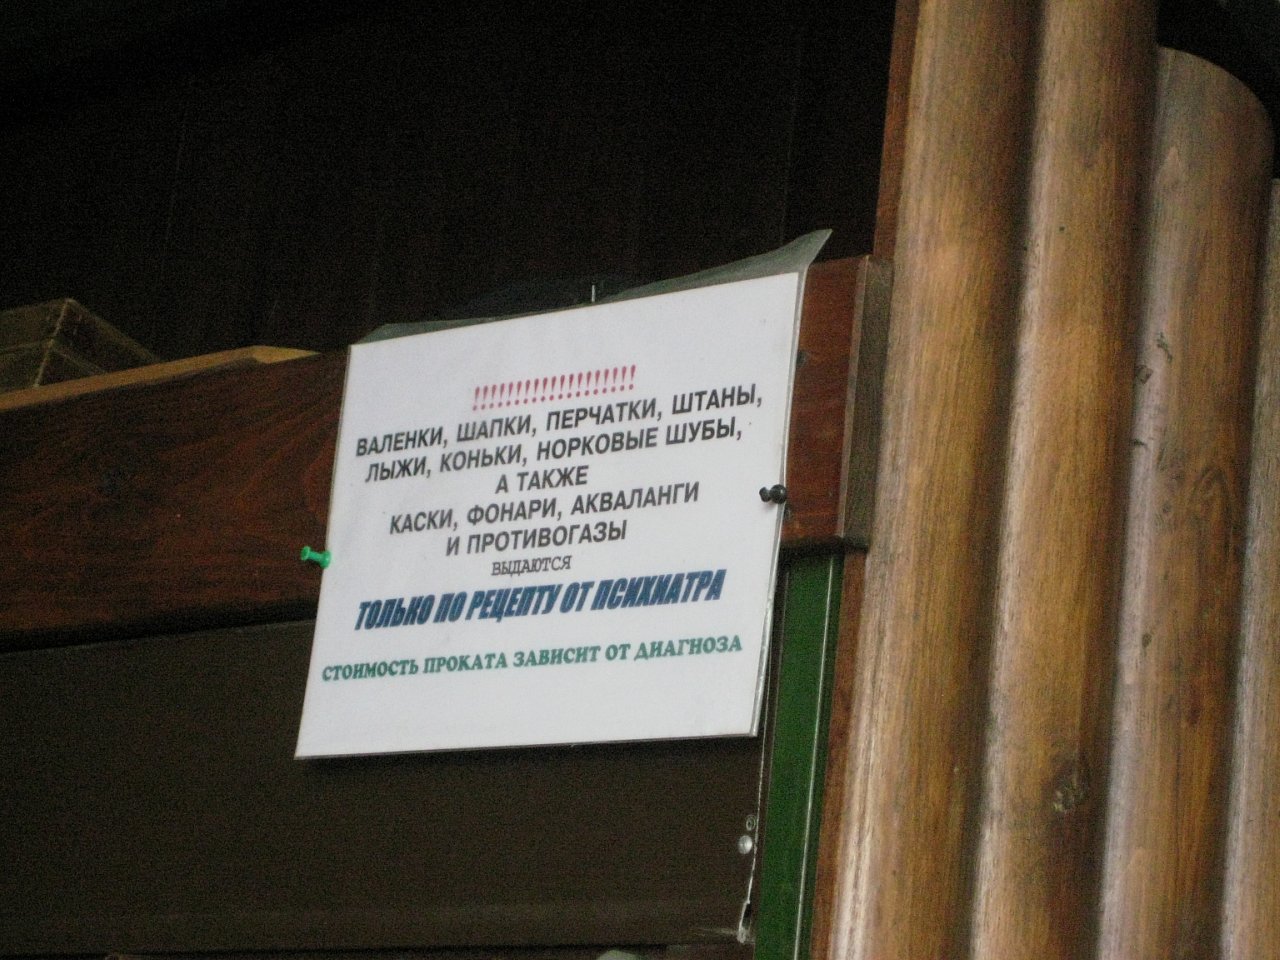 !!!!!!!!!!!!!!!!!!!
ВАЛЕНКИ, ШАПКИ, ПЕРЧАТКИ, ШТАНЫ,
ЛЫЖИ, КОНЬКИ, НОРКОВЫЕ ШУБЫ,
А ТАКЖЕ
КАСКИ, ФОНАРИ, АКВАЛАНГИ
И ПРОТИВОГАЗЫ
ВЫДАЮТСЯ
ТОЛЬКО ПО РЕЦЕПТУ ОТ ПСИХИАТРА
СТОИМОСТЬ ПРОКАТА ЗАВИСИТ ОТ ДИАГНОЗА